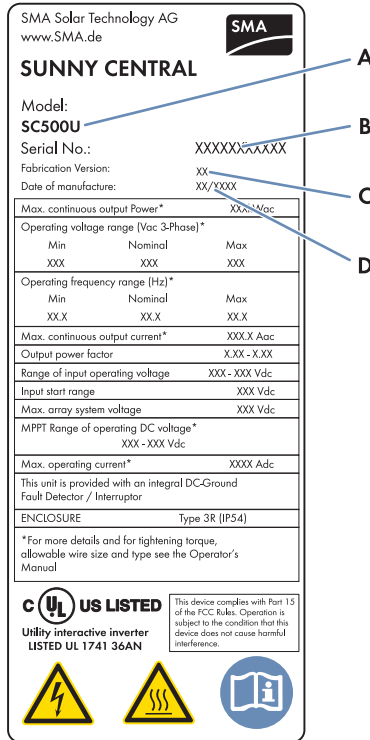 SMA Solar Technology AG
www.SMA.de
SMA
SUNNY CENTRAL
Model:
SC500U
A
Serial No.: XXXXXXXXXXX
B
Fabrication Version: XX
C
Date of manufacture: XX/XXXX
D
Max. continuous output Power* XXX. Wac
Operating voltage range (Vac 3-Phase)*
Min Nominal Max
XXX XXX XXX
Operating frequency range (Hz)*
Min Nominal Max
XX.X XX.X XX.X
Max. continuous output current* XXX.X Aac
Output power factor X.XX - X.XX
Range of input operating voltage XXX - XXX Vdc
Input start range XXX Vdc
Max. array system voltage XXX Vdc
MPPT Range of operating DC voltage*
XXX - XXX Vdc
Max. operating current* XXXX Adc
This unit is provided with an integral DC-Ground
Fault Detector / Interruptor
ENCLOSURE Type 3R (IP54)
*For more details and for tightening torque,
allowable wire size and type see the Operator's
Manual
C UL US LISTED
Utility interactive inverter
LISTED UL 1741 36AN
This device complies with Part 15
of the FCC Rules. Operation is
subject to the condition that this
device does not cause harmful
interference.